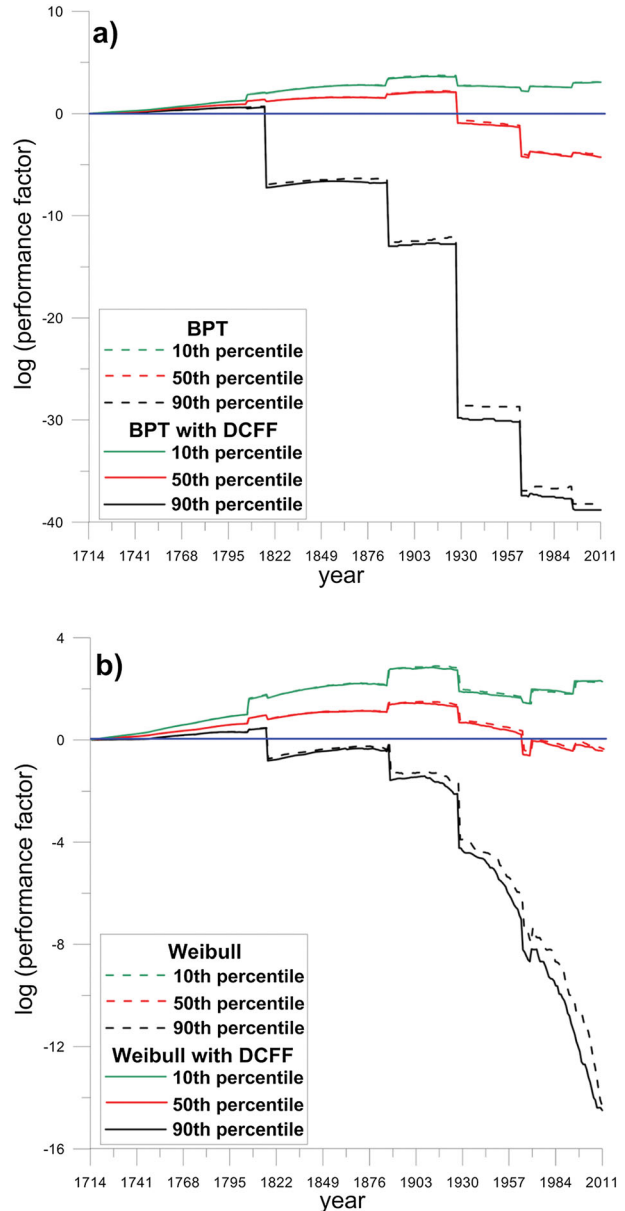 a)
10
0
-10
-20
-30
-40
log (performance factor)
BPT
10th percentile
50th percentile
90th percentile
BPT with DCFF
10th percentile
50th percentile
90th percentile
1714 1741 1768 1795 1822 1849 1876 1903 1930 1957 1984 2011
year
b)
4
0
-4
-8
-12
-16
log (performance factor)
Weibull
10th percentile
50th percentile
90th percentile
Weibull with DCFF
10th percentile
50th percentile
90th percentile
1714 1741 1768 1795 1822 1849 1876 1903 1930 1957 1984 2011
year